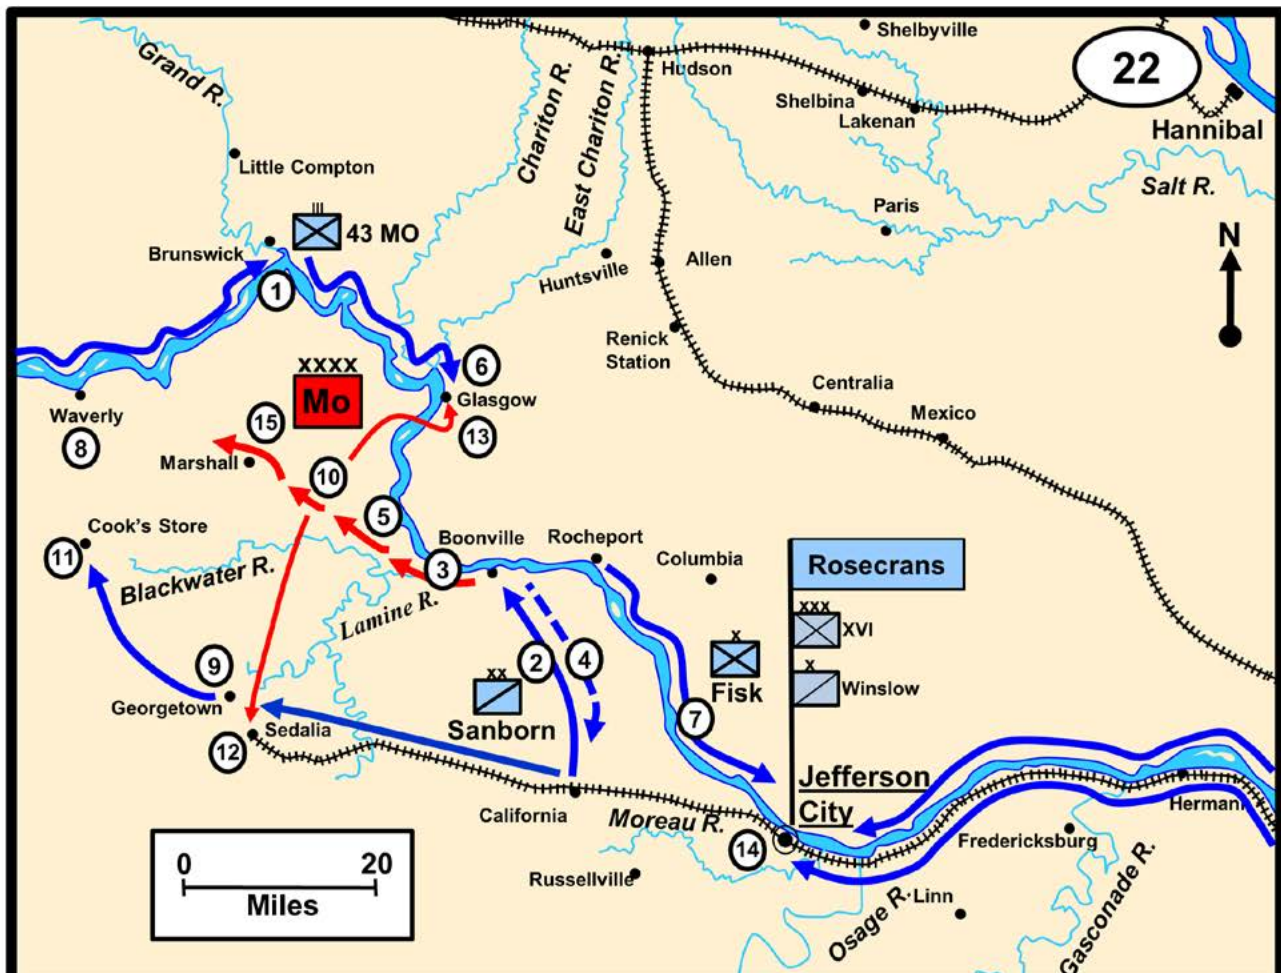 Shelbyville
22
Grand R.
Hudson
Chariton R.
East Chariton R.
Shelbina
Lakenan
Hannibal
Little Compton
Salt R.
Paris
III
43 MO
N
Brunswick
Huntsville
Allen
1
Renick
Station
XXXX
Mo
6
Centralia
Glasgow
Waverly
8
15
13
Mexico
Marshall
10
5
Cook's Store
11
Boonville
Rocheport
Columbia
Rosecrans
Blackwater R.
3
Lamine R.
XXX
XVI
X
Fisk
X
Winslow
9
2
4
XX
Sanborn
Georgetown
7
12
Sedalia
Jefferson
City
Hermann
California
Moreau R.
14
Fredericksburg
0 20
Miles
Russellville
Osage R.
Linn
Gasconade R.